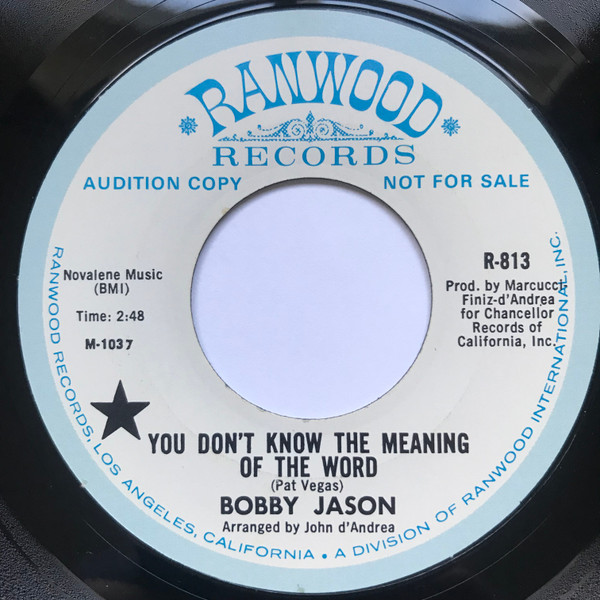 RANWOOD
RECORDS
AUDITION COPY
NOT FOR SALE
Novalene Music
(BMI)
Time: 2:48
M-1037
R-813
Prod. by Marcucci
Finiz-d'Andrea
for Chancellor
Records of
California, Inc.
YOU DON'T KNOW THE MEANING
OF THE WORD
(Pat Vegas)
BOBBY JASON
Arranged by John d'Andrea
RANWOOD RECORDS, LOS ANGELES, CALIFORNIA • A DIVISION OF RANWOOD INTERNATIONAL, INC.